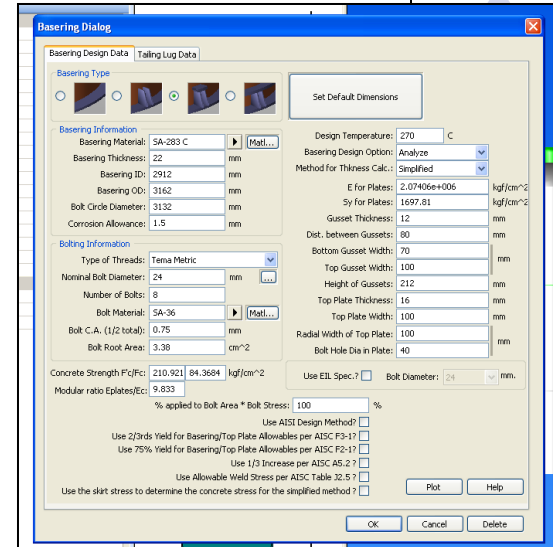 Basering Dialog
Basering Design Data Tailing Lug Data
Basering Type
Set Default Dimensions
Basering Information
Basering Material: SA-283 C Matl...
Basering Thickness: 22 mm
Basering ID: 2912 mm
Basering OD: 3162 mm
Bolt Circle Diameter: 3132 mm
Corrosion Allowance: 1.5 mm
Bolting Information
Type of Threads: Tema Metric
Nominal Bolt Diameter: 24 mm ...
Number of Bolts: 8
Bolt Material: SA-36 Matl...
Bolt C.A. (1/2 total): 0.75 mm
Bolt Root Area: 3.38 cm^2
Concrete Strength F'c/Fc: 210.921 84.3684 kgf/cm^2
Modular ratio Eplates/Ec: 9.833
Design Temperature: 270 C
Basering Design Option: Analyze
Method for Thkness Calc.: Simplified
E for Plates: 2.07406e+006 kgf/cm^2
Sy for Plates: 1697.81 kgf/cm^2
Gusset Thickness: 12 mm
Dist. between Gussets: 80 mm
Bottom Gusset Width: 70
mm
Top Gusset Width: 100
Height of Gussets: 212 mm
Top Plate Thickness: 16 mm
Top Plate Width: 100 mm
Radial Width of Top Plate: 100
mm
Bolt Hole Dia in Plate: 40
Use EIL Spec.? Bolt Diameter: 24 mm.
% applied to Bolt Area * Bolt Stress: 100 %
Use AISI Design Method?
Use 2/3rds Yield for Basering/Top Plate Allowables per AISC F3-1?
Use 75% Yield for Basering/Top Plate Allowables per AISC F2-1?
Use 1/3 Increase per AISC A5.2 ?
Use Allowable Weld Stress per AISC Table J2.5 ?
Use the skirt stress to determine the concrete stress for the simplified method ?
Plot Help
OK Cancel Delete